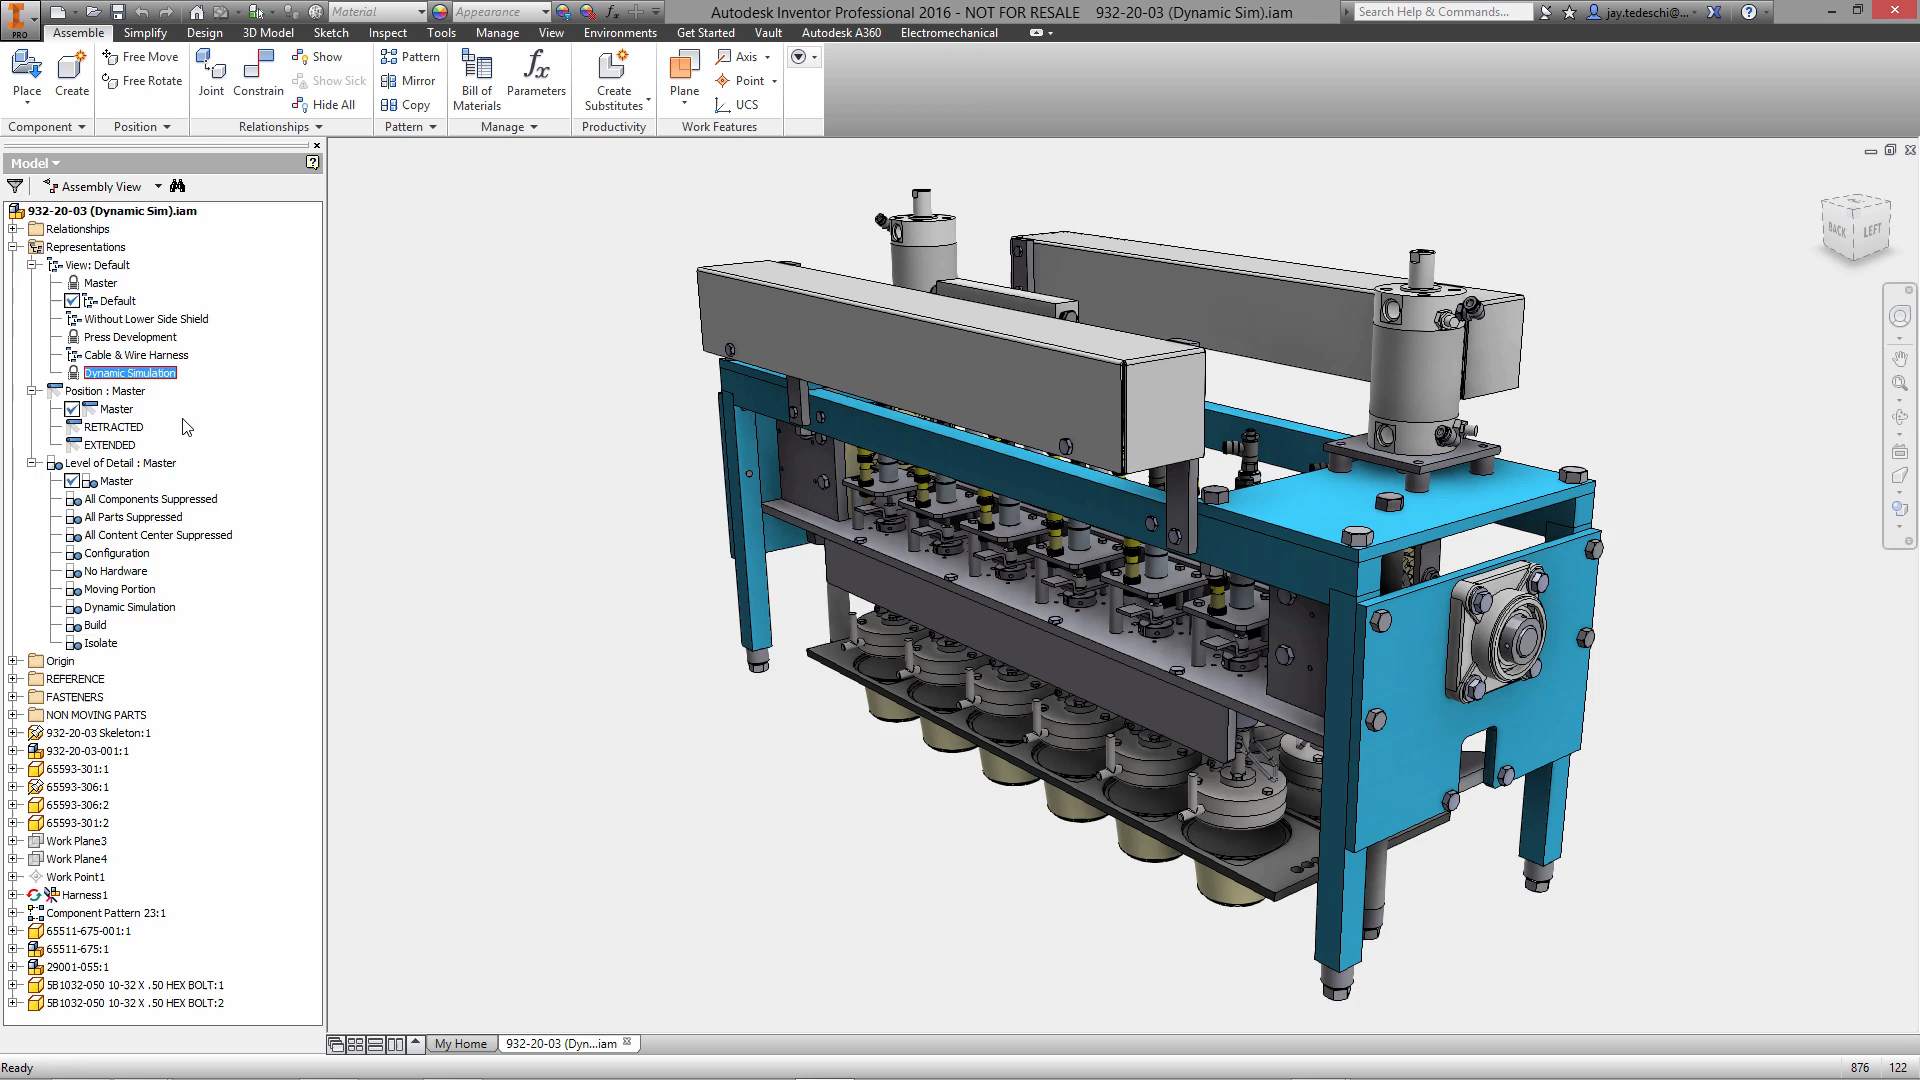 Material
Appearance
Autodesk Inventor Professional 2016 - NOT FOR RESALE 932-20-03 (Dynamic Sim).iam
Search Help & Commands...
jay.tedeschi@...
PRO
Assemble Simplify Design 3D Model Sketch Inspect Tools Manage View Environments Get Started Vault Autodesk A360 Electromechanical
Place
Create
Free Move
Free Rotate
Joint
Constrain
Show
Show Sick
Hide All
Pattern
Mirror
Copy
Bill of
Materials
fx
Parameters
Create
Substitutes
Plane
Axis
Point
UCS
Component Position Relationships Pattern Manage Productivity Work Features
Model
Assembly View
932-20-03 (Dynamic Sim).iam
Relationships
Representations
View: Default
Master
Default
Without Lower Side Shield
Press Development
Cable & Wire Harness
Dynamic Simulation
Position : Master
Master
RETRACTED
EXTENDED
Level of Detail : Master
Master
All Components Suppressed
All Parts Suppressed
All Content Center Suppressed
Configuration
No Hardware
Moving Portion
Dynamic Simulation
Build
Isolate
Origin
REFERENCE
FASTENERS
NON MOVING PARTS
932-20-03 Skeleton:1
932-20-03-001:1
65593-301:1
65593-306:1
65593-306:2
65593-301:2
Work Plane3
Work Plane4
Work Point1
Harness1
Component Pattern 23:1
65511-675-001:1
65511-675:1
29001-055:1
5B1032-050 10-32 X .50 HEX BOLT:1
5B1032-050 10-32 X .50 HEX BOLT:2
BACK LEFT
My Home
932-20-03 (Dyn...iam
Ready
876 122